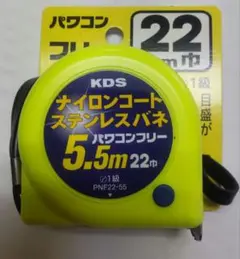 パワコン
フリー
22
m巾
1級
目盛が
KDS
ナイロンコート
ステンレスバネ
パワコンフリー
5.5m 22巾
1級
PNF22-55